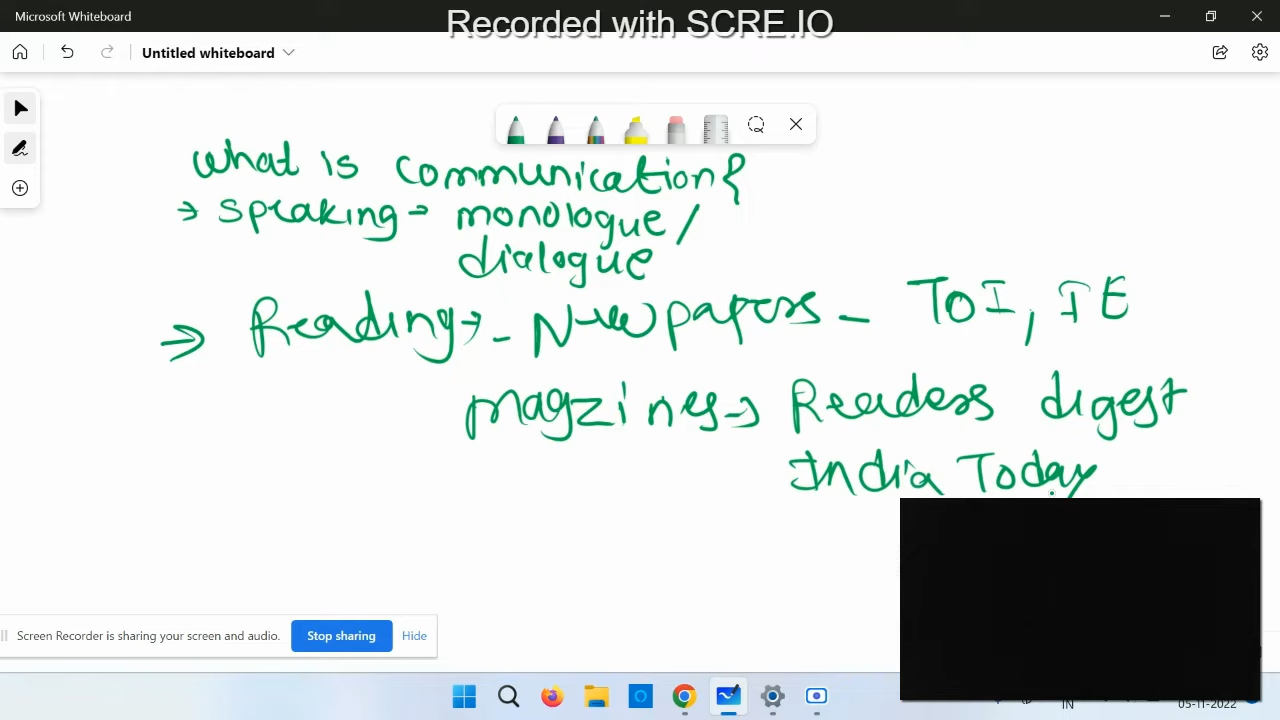 Microsoft Whiteboard
Recorded with SCRE.IO
Untitled whiteboard
What is communication?
→ Speaking → monologue/
dialogue
⇒ Reading → - Newpapers - TOI, IE
Magzines → Readers digest
India Today
Screen Recorder is sharing your screen and audio. Stop sharing Hide
IN 05-11-2022